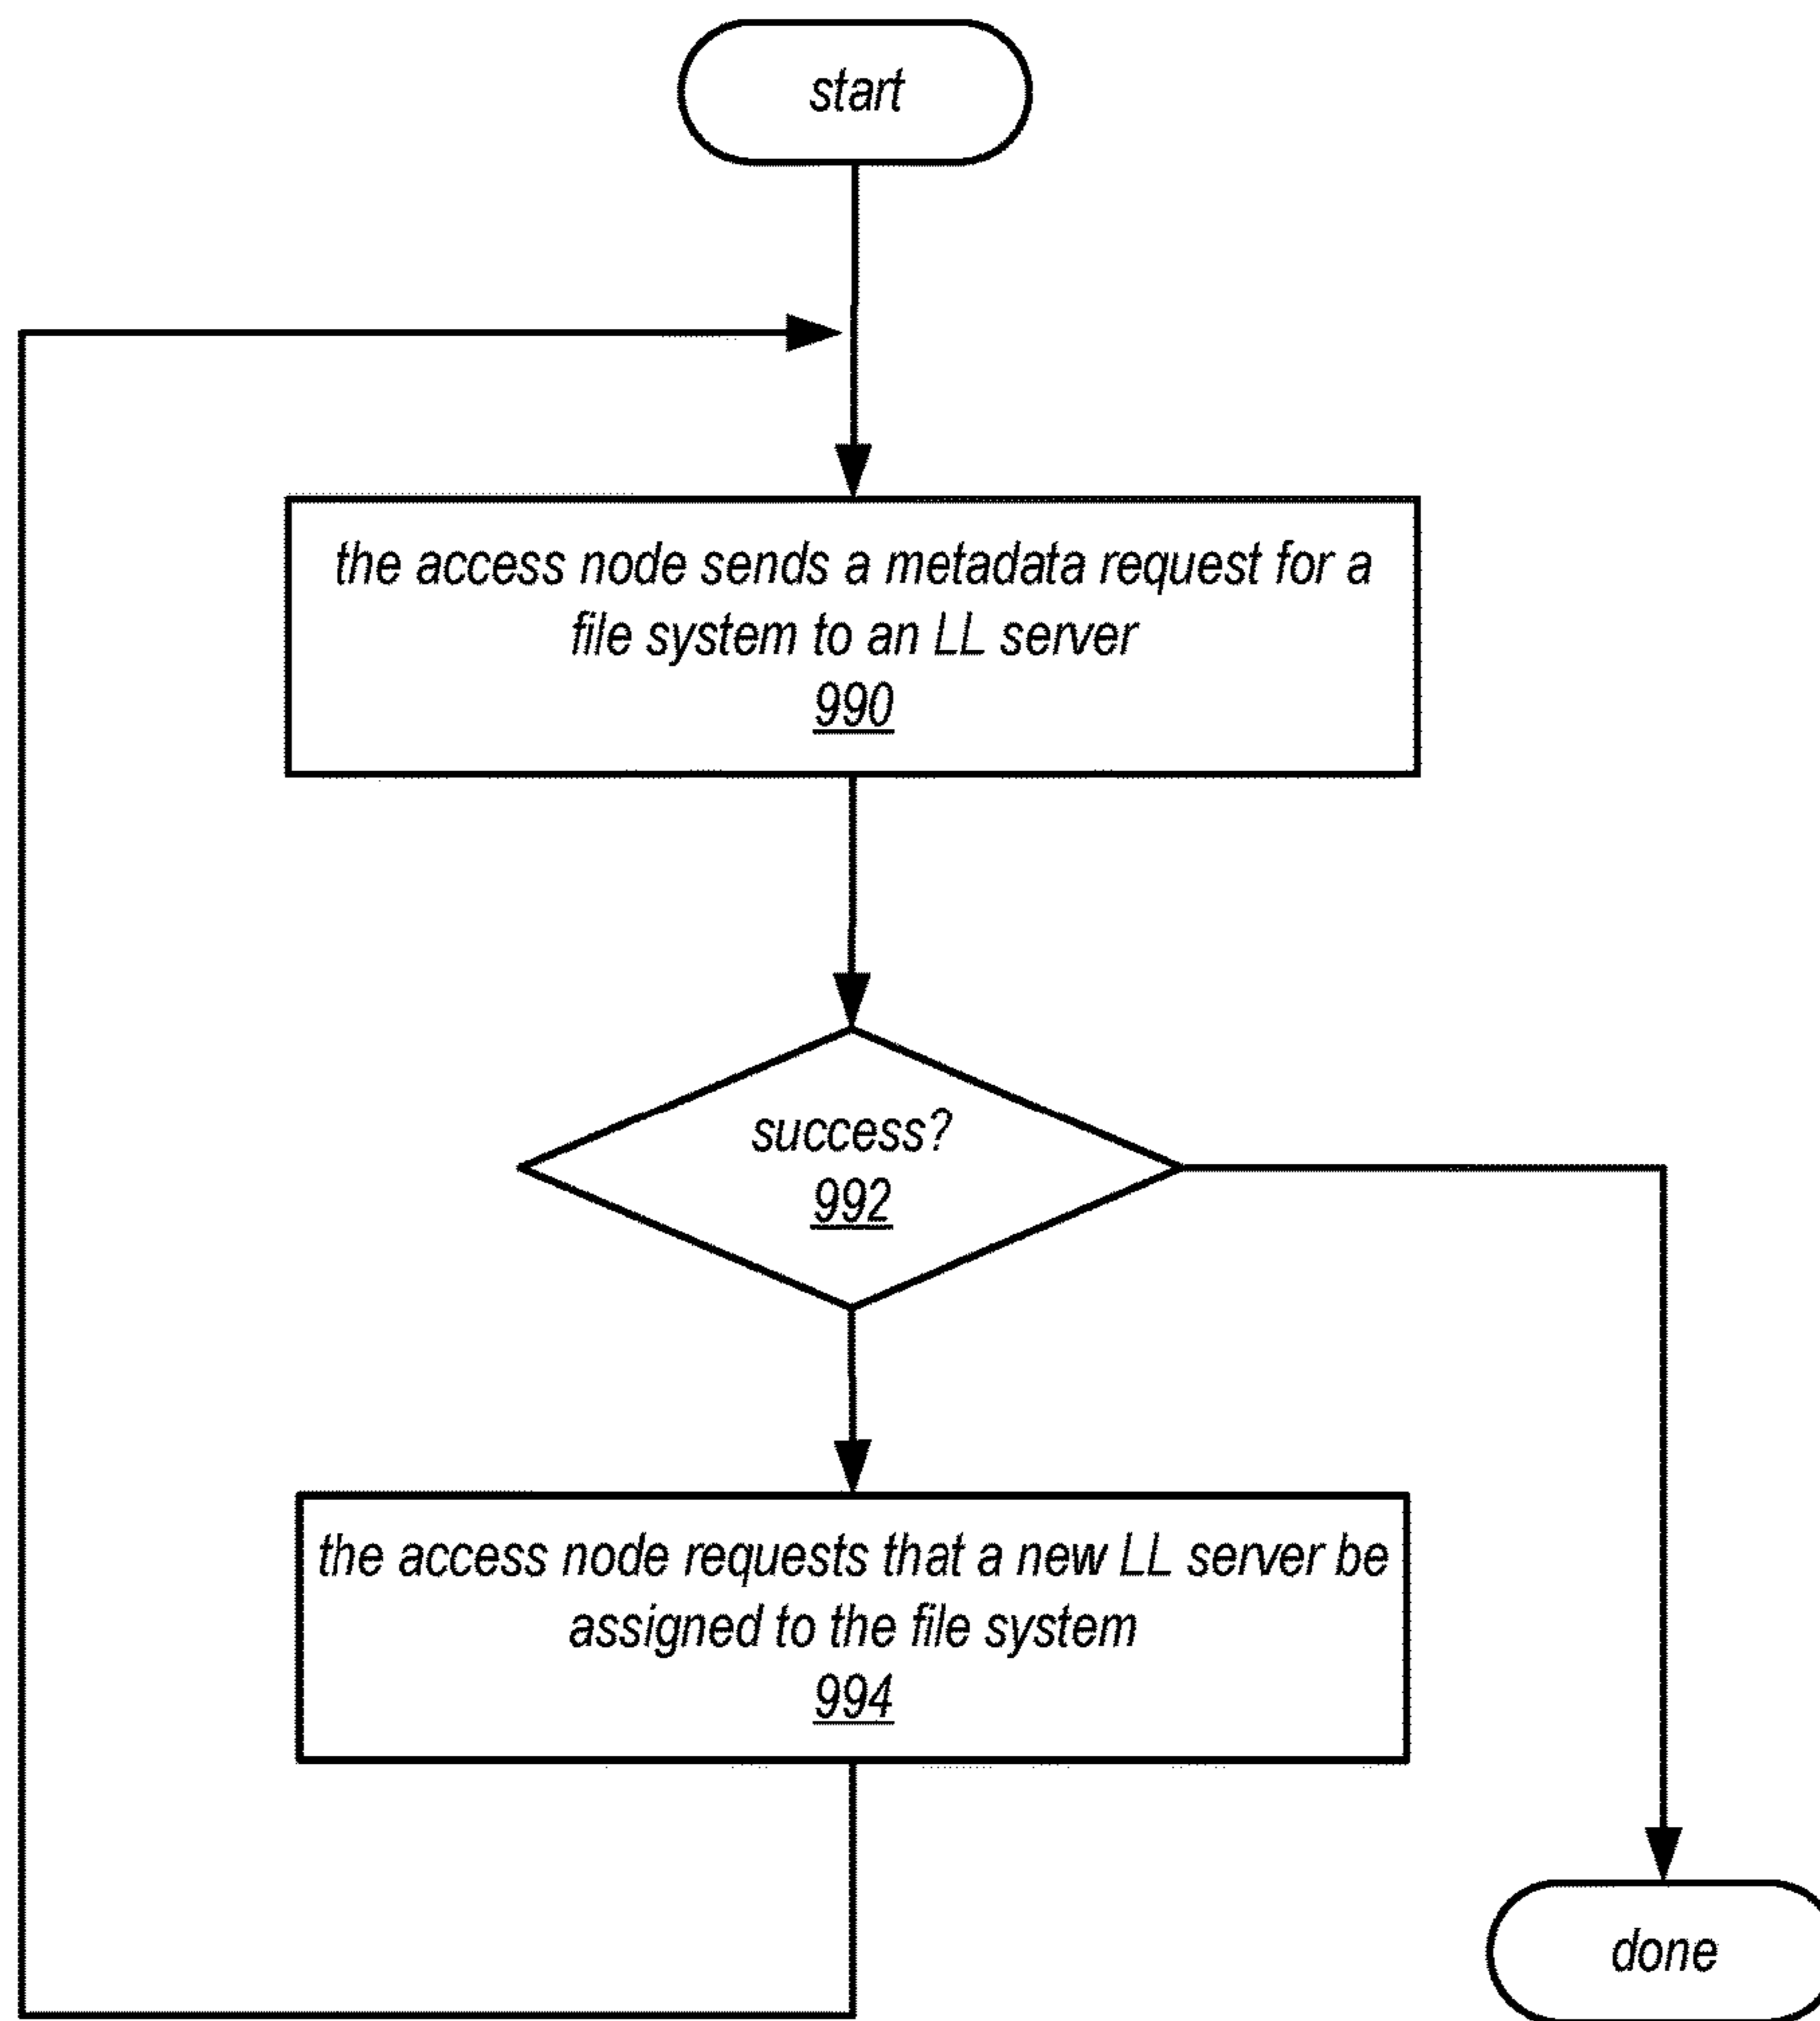 start
the access node sends a metadata request for a
file system to an LL server
990
success?
992
the access node requests that a new LL server be
assigned to the file system
994
done